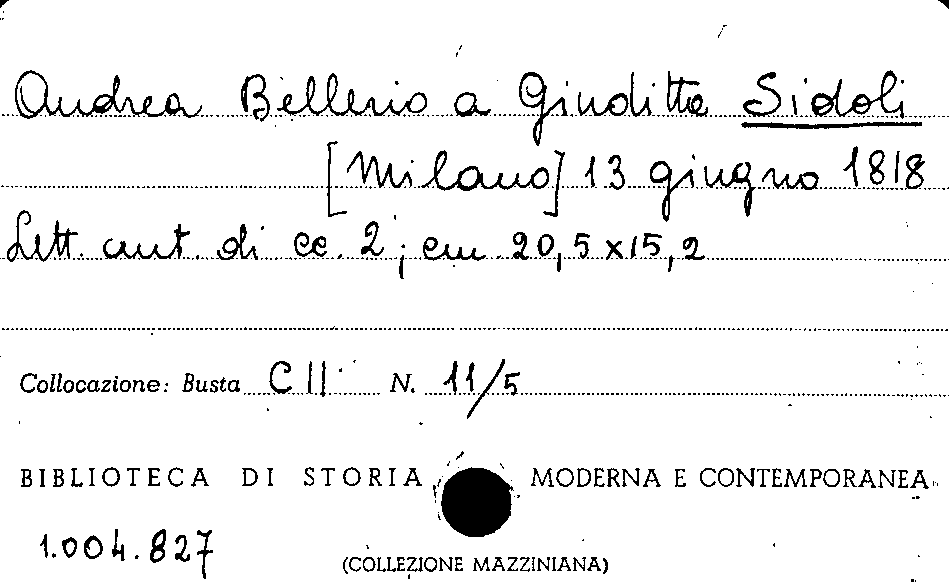 Andrea Bellerio a Giuditta Sidoli
[Milano] 13 giugno 1818
Lett. aut. di cc. 2; cm. 20,5 x 15,2
Collocazione: Busta C II N. 11/5
BIBLIOTECA DI STORIA MODERNA E CONTEMPORANEA
1.004.827
(COLLEZIONE MAZZINIANA)